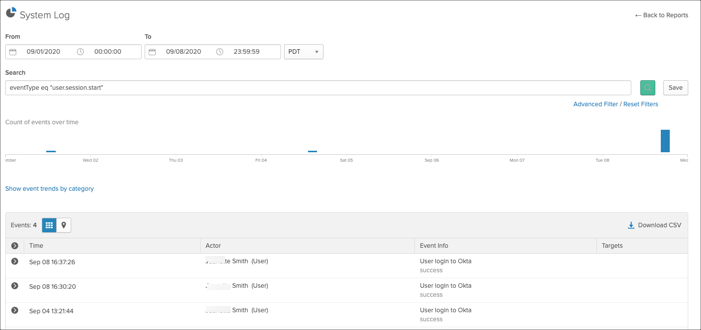 System Log
← Back to Reports
From To
09/01/2020 00:00:00 09/08/2020 23:59:59 PDT
Search
eventType eq "user.session.start"
Save
Advanced Filter / Reset Filters
Count of events over time
mber Wed 02 Thu 03 Fri 04 Sat 05 Sep 06 Mon 07 Tue 08 Wed
Show event trends by category
Events: 4 Download CSV
Time Actor Event Info Targets
Sep 08 16:37:26 Smith (User) User login to Okta
success
Sep 08 16:30:20 Smith (User) User login to Okta
success
Sep 04 13:21:44 Smith (User) User login to Okta
success